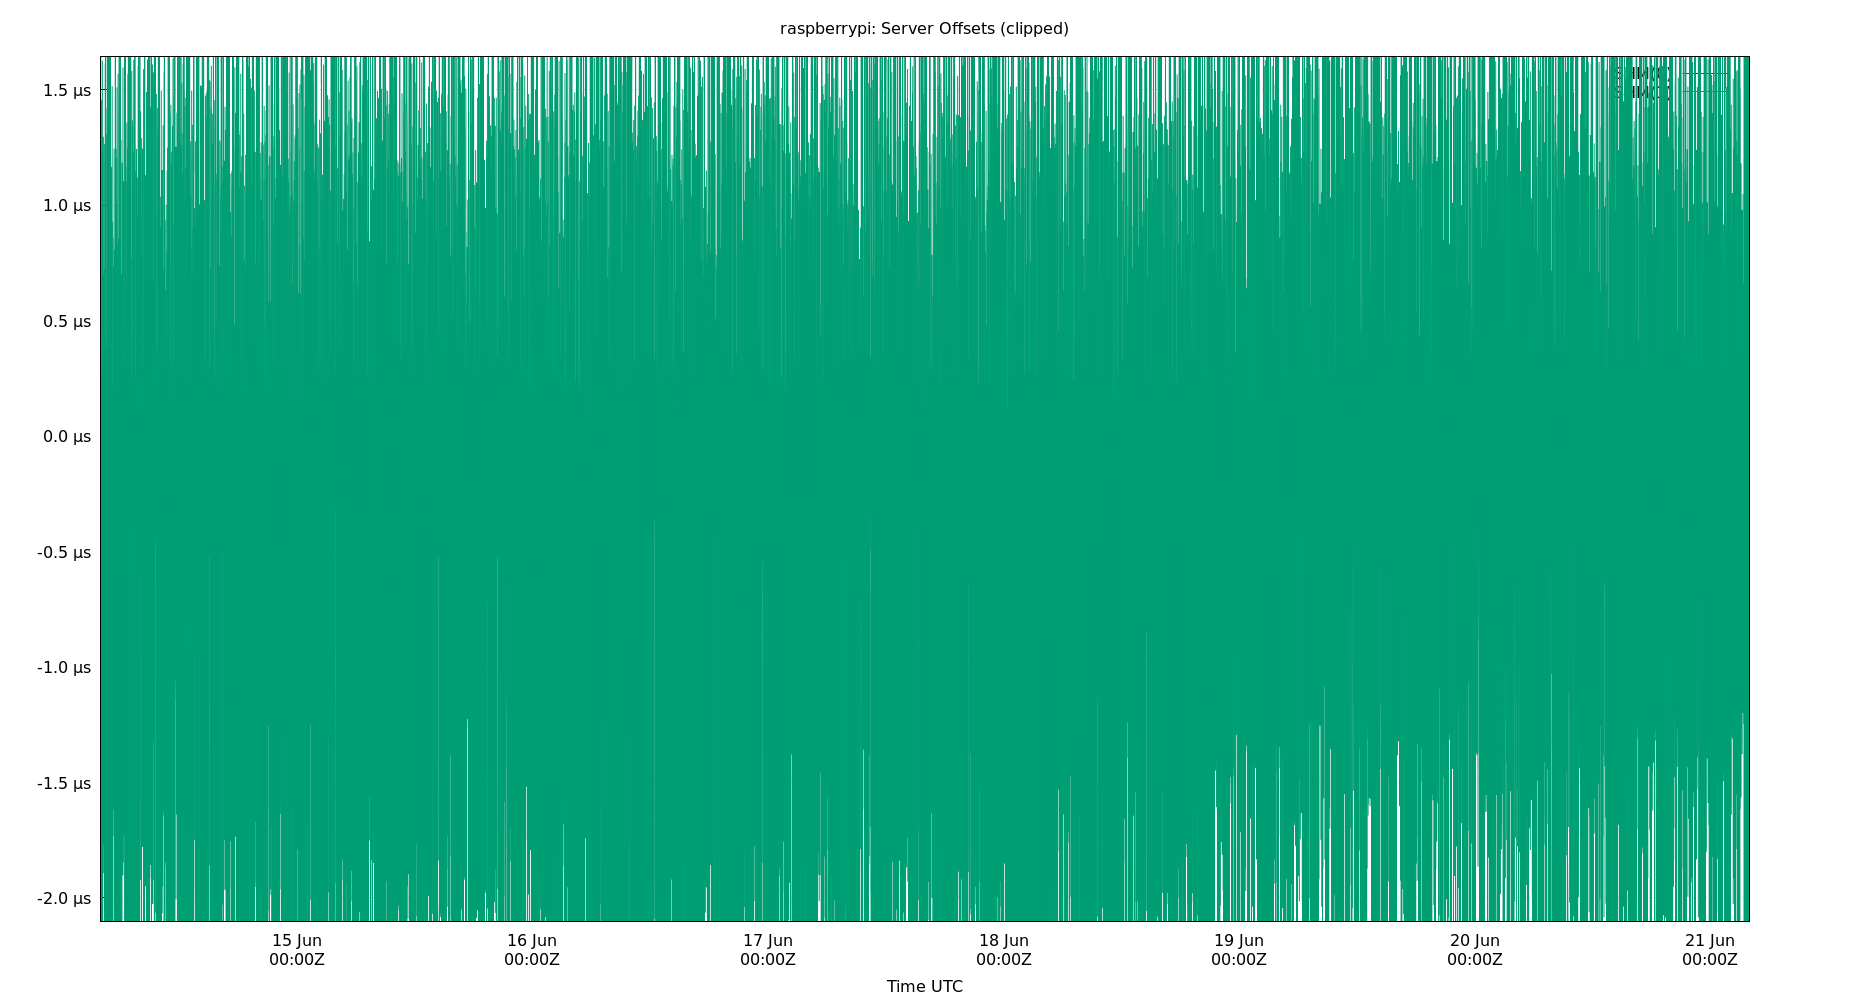 raspberrypi: Server Offsets (clipped)
1.5 µs
1.0 µs
0.5 µs
0.0 µs
-0.5 µs
-1.0 µs
-1.5 µs
-2.0 µs
15 Jun
00:00Z
16 Jun
00:00Z
17 Jun
00:00Z
18 Jun
00:00Z
19 Jun
00:00Z
20 Jun
00:00Z
21 Jun
00:00Z
Time UTC